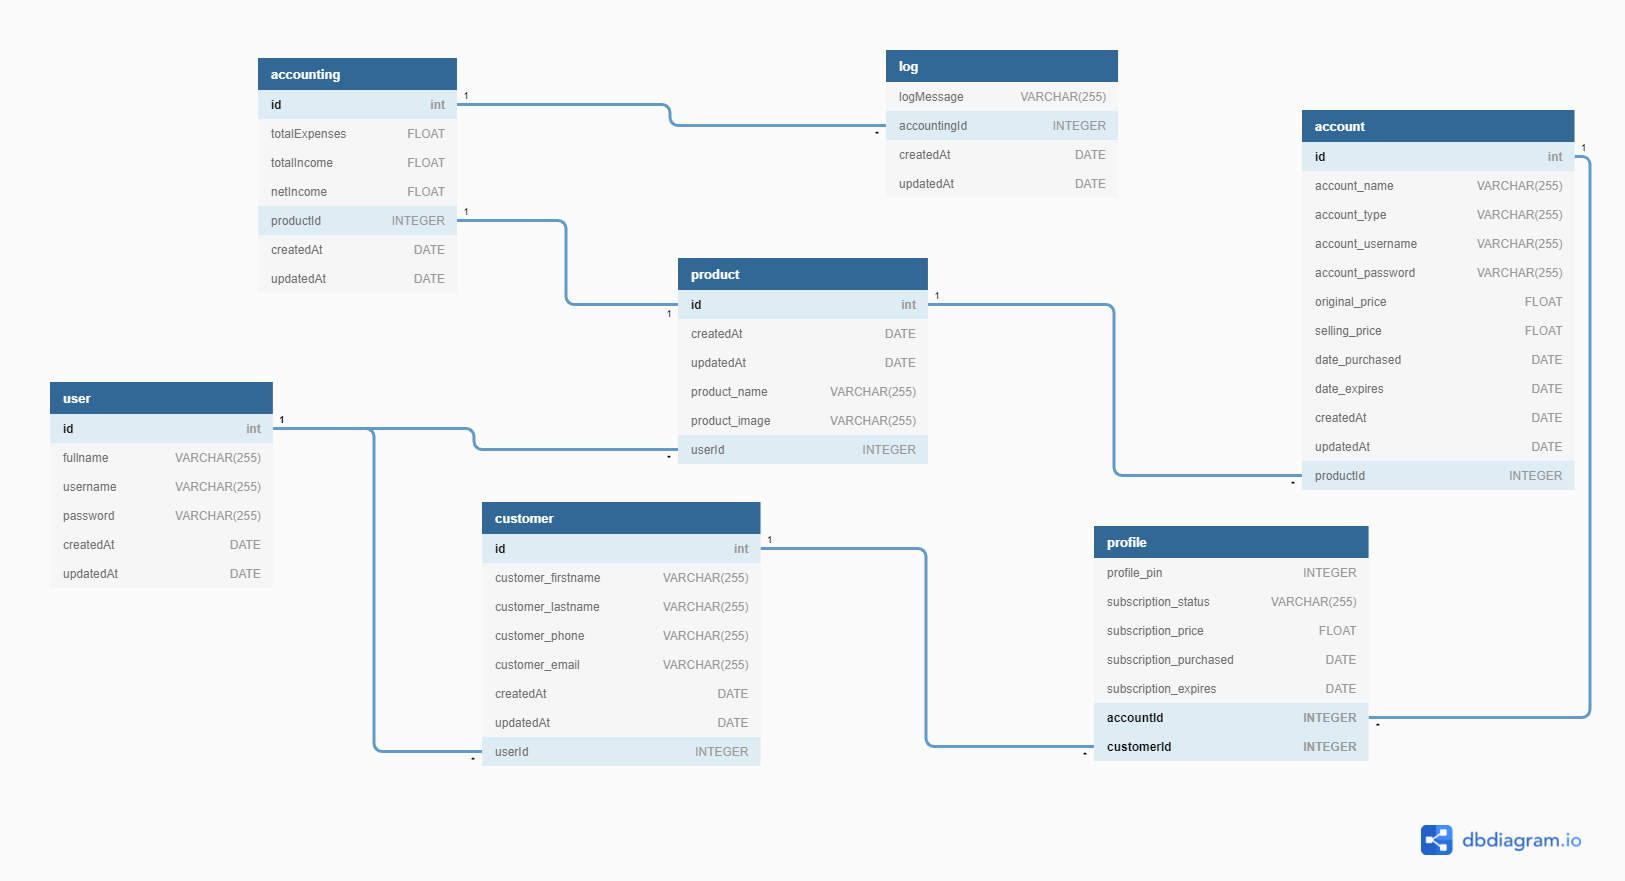 accounting
id int
totalExpenses FLOAT
totalIncome FLOAT
netIncome FLOAT
productId INTEGER
createdAt DATE
updatedAt DATE
1
1
log
logMessage VARCHAR(255)
accountingId INTEGER
createdAt DATE
updatedAt DATE
*
account
id int
account_name VARCHAR(255)
account_type VARCHAR(255)
account_username VARCHAR(255)
account_password VARCHAR(255)
original_price FLOAT
selling_price FLOAT
date_purchased DATE
date_expires DATE
createdAt DATE
updatedAt DATE
productId INTEGER
1
*
product
id int
createdAt DATE
updatedAt DATE
product_name VARCHAR(255)
product_image VARCHAR(255)
userId INTEGER
1
1
*
user
id int
fullname VARCHAR(255)
username VARCHAR(255)
password VARCHAR(255)
createdAt DATE
updatedAt DATE
1
customer
id int
customer_firstname VARCHAR(255)
customer_lastname VARCHAR(255)
customer_phone VARCHAR(255)
customer_email VARCHAR(255)
createdAt DATE
updatedAt DATE
userId INTEGER
1
*
profile
profile_pin INTEGER
subscription_status VARCHAR(255)
subscription_price FLOAT
subscription_purchased DATE
subscription_expires DATE
accountId INTEGER
customerId INTEGER
*
*
dbdiagram.io